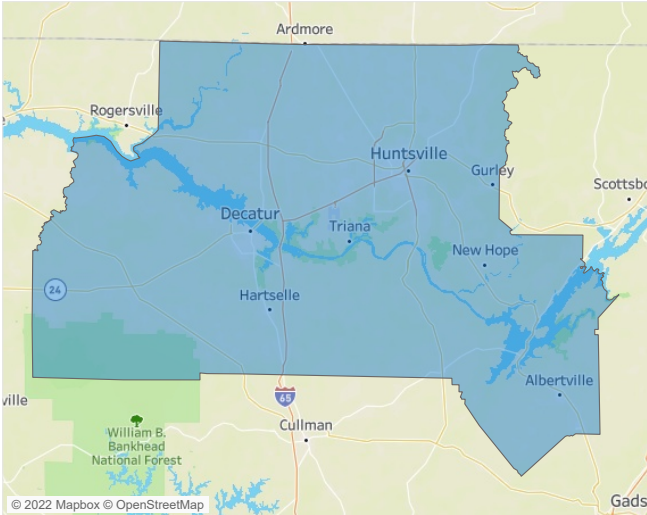 Ardmore
Rogersville
e
Huntsville
Gurley
Scottsbo
Decatur
Triana
New Hope
24
Hartselle
Albertville
65
ville
Cullman
William B.
Bankhead
National Forest
Gads
© 2022 Mapbox © OpenStreetMap